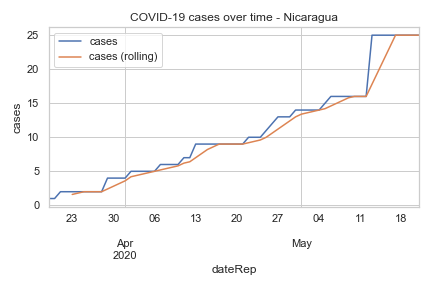 COVID-19 cases over time - Nicaragua
cases
cases (rolling)
25
20
15
10
5
0
cases
23 30 06 13 20 27 04 11 18
Apr May
2020
dateRep